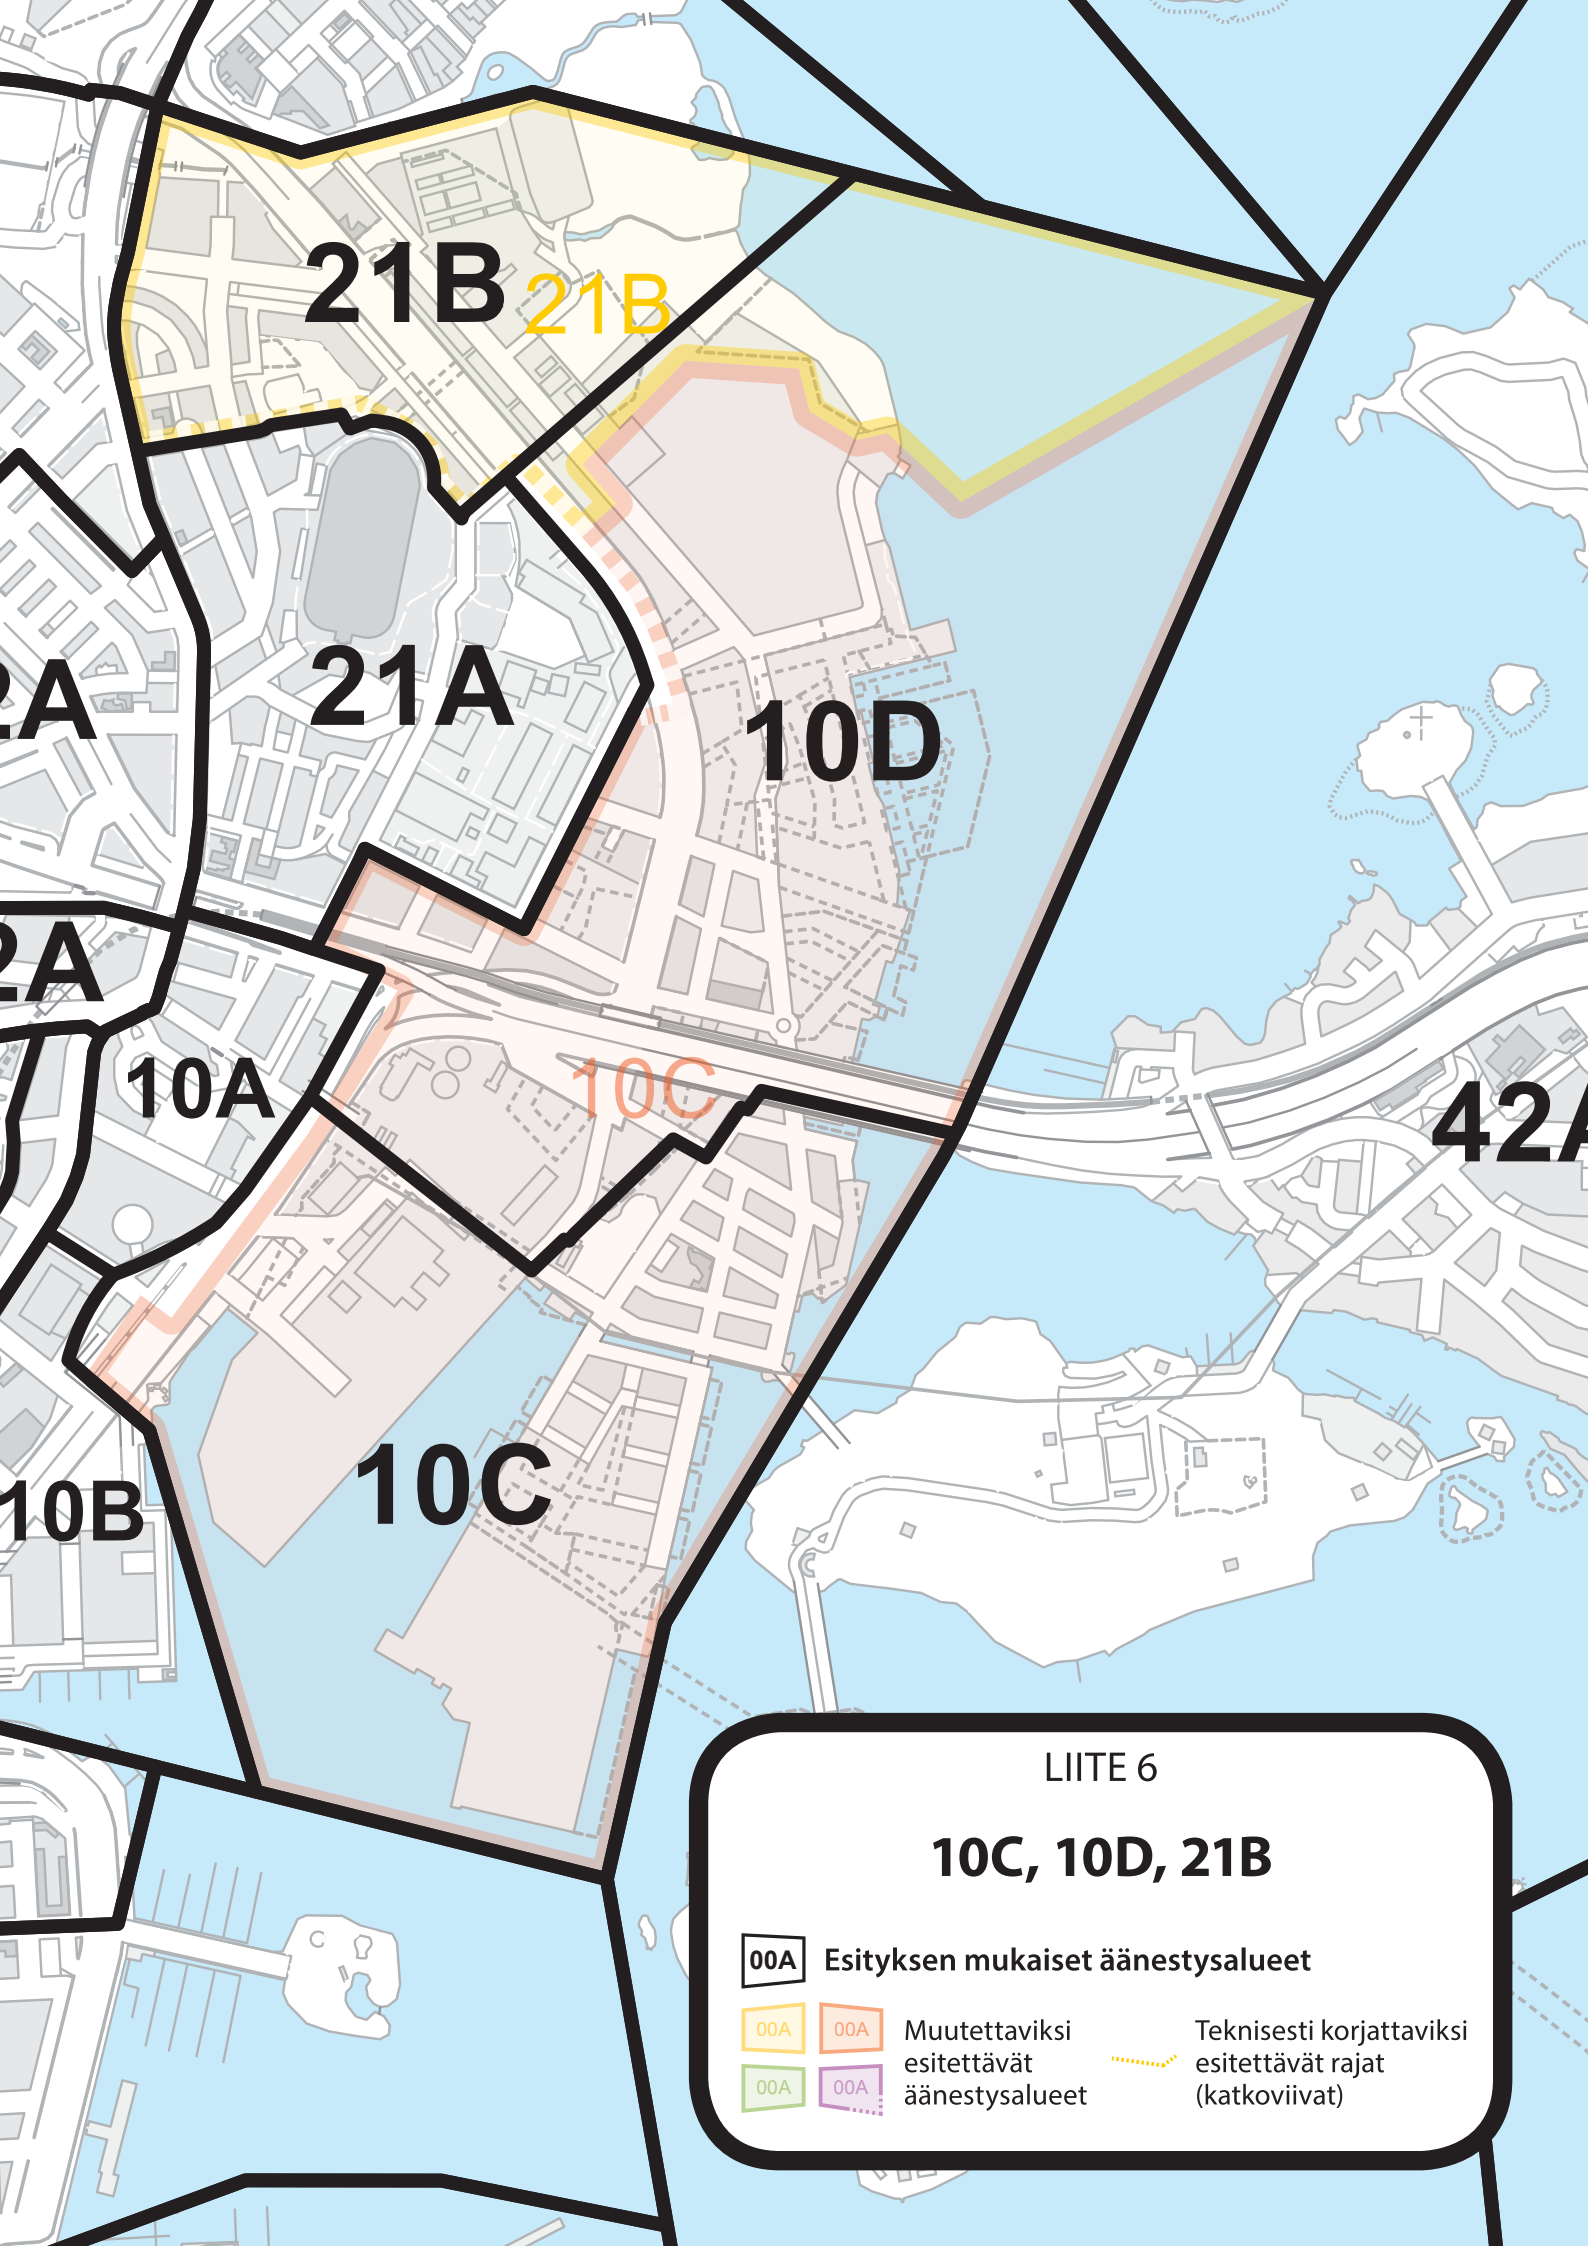 21B
21B
21A
2A
10D
2A
10A
10C
42A
10C
10B
LIITE 6
10C, 10D, 21B
00A
Esityksen mukaiset äänestysalueet
00A
00A
00A
00A
Muutettaviksi
esitettävät
äänestysalueet
Teknisesti korjattaviksi
esitettävät rajat
(katkoviivat)